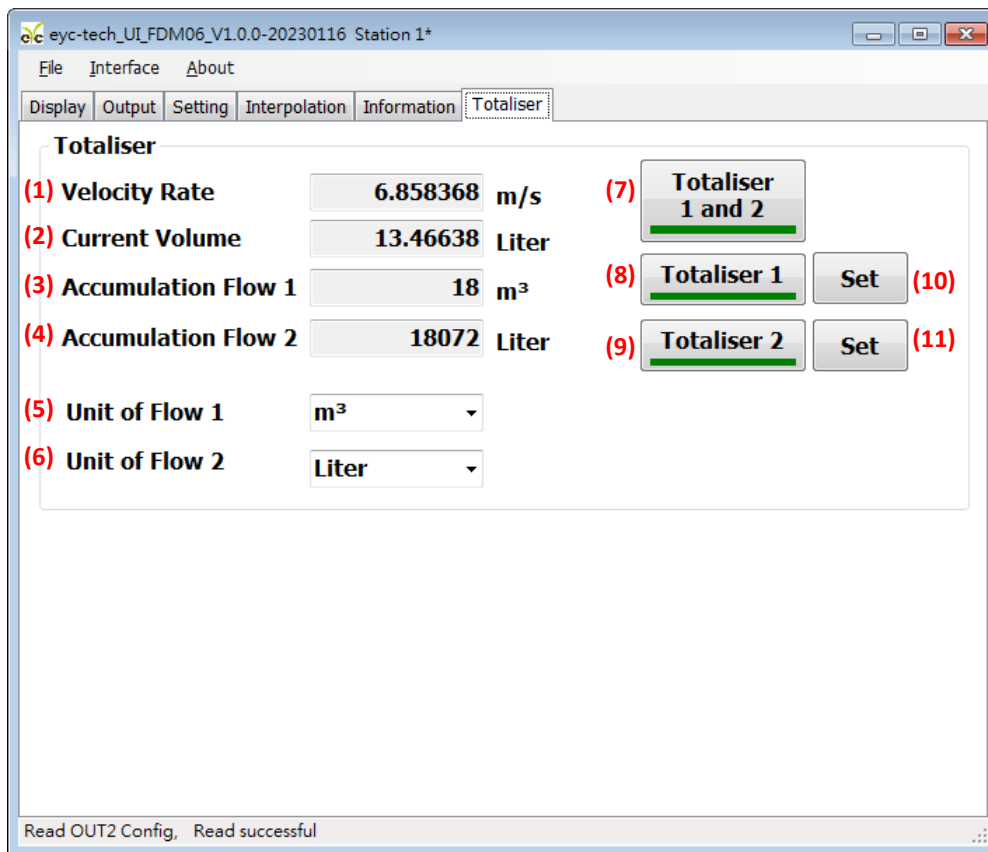 eyc-tech_UI_FDM06_V1.0.0-20230116 Station 1*
File Interface About
Display Output Setting Interpolation Information Totaliser
Totaliser
(1) Velocity Rate 6.858368 m/s
(2) Current Volume 13.46638 Liter
(3) Accumulation Flow 1 18 m³
(4) Accumulation Flow 2 18072 Liter
(5) Unit of Flow 1 m³
(6) Unit of Flow 2 Liter
(7) Totaliser
1 and 2
(8) Totaliser 1 Set (10)
(9) Totaliser 2 Set (11)
Read OUT2 Config, Read successful